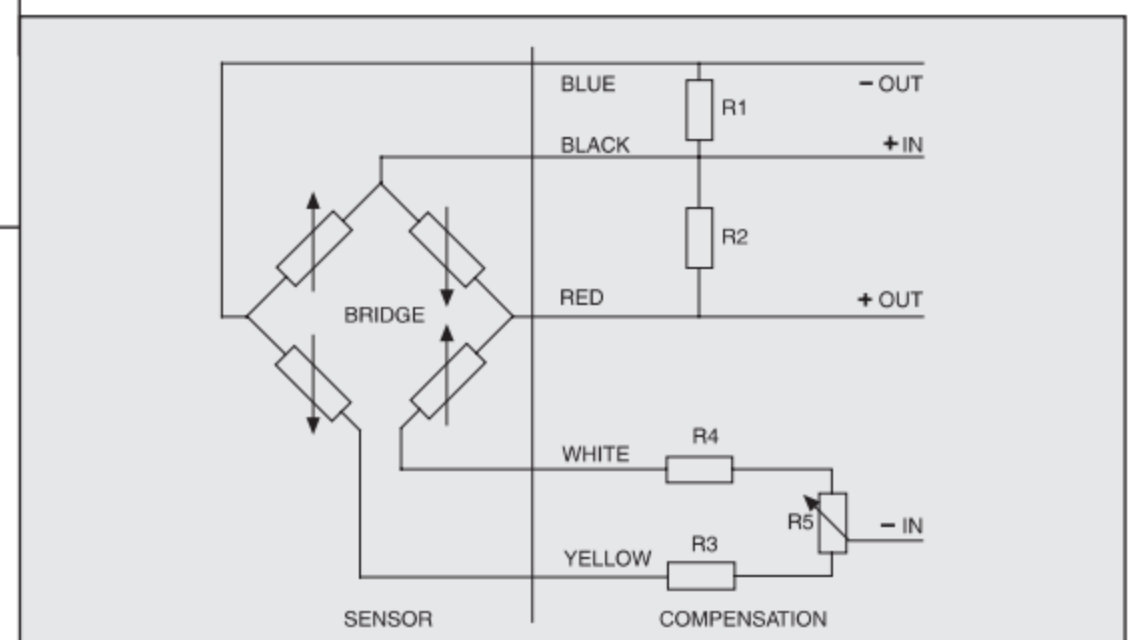 BLUE
− OUT
R1
BLACK
+ IN
R2
RED
+ OUT
BRIDGE
R4
WHITE
R5
− IN
R3
YELLOW
SENSOR
COMPENSATION